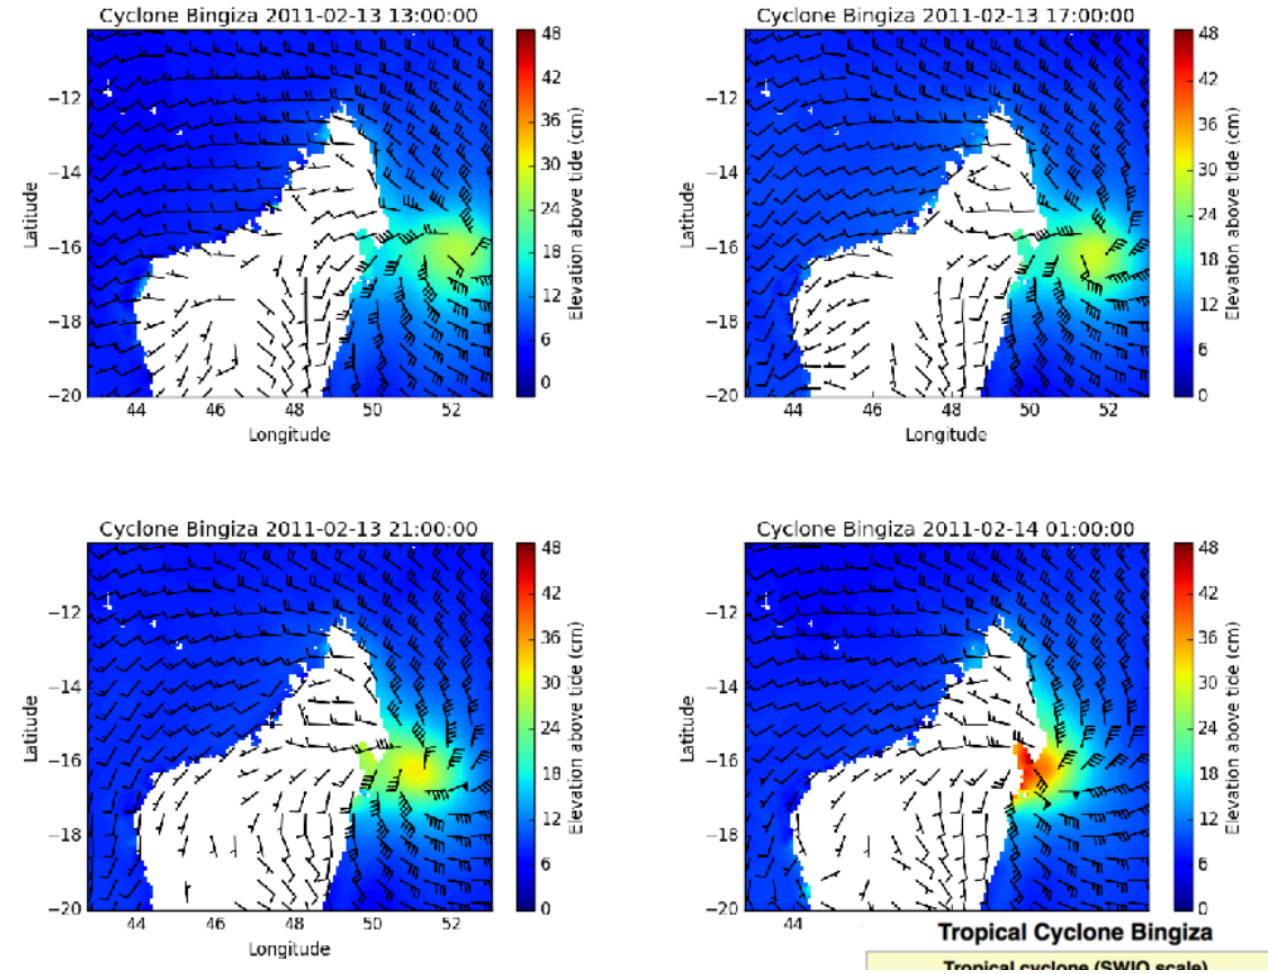 Cyclone Bingiza 2011-02-13 13:00:00
48
42
36
30
24
18
12
6
0
Elevation above tide (cm)
−12
−14
−16
−18
−20
Latitude
44 46 48 50 52
Longitude
Cyclone Bingiza 2011-02-13 17:00:00
48
42
36
30
24
18
12
6
0
Elevation above tide (cm)
−12
−14
−16
−18
−20
Latitude
44 46 48 50 52
Longitude
Cyclone Bingiza 2011-02-13 21:00:00
48
42
36
30
24
18
12
6
0
Elevation above tide (cm)
−12
−14
−16
−18
−20
Latitude
44 46 48 50 52
Longitude
Cyclone Bingiza 2011-02-14 01:00:00
48
42
36
30
24
18
12
6
0
Elevation above tide (cm)
−12
−14
−16
−18
−20
Latitude
44
Tropical Cyclone Bingiza
Tropical cyclone (SWIO scale)